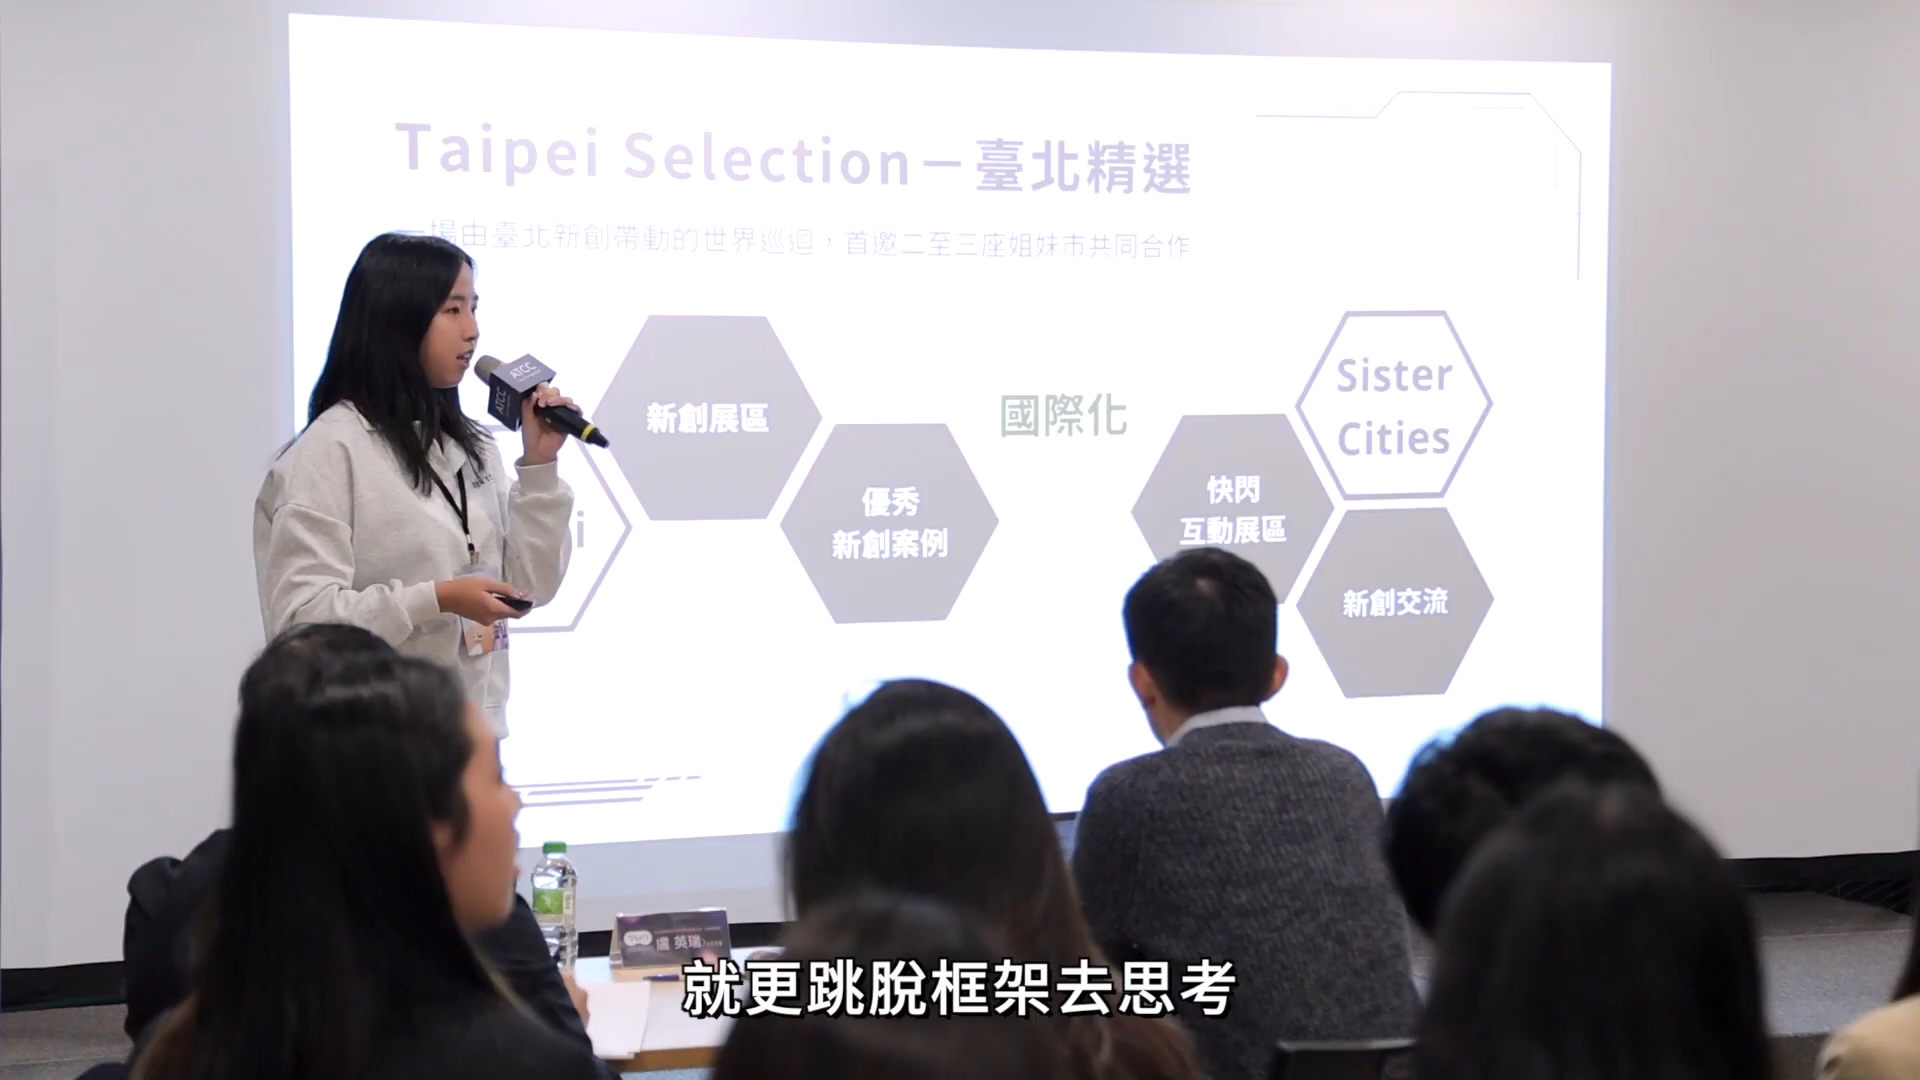 Taipei Selection－臺北精選
一場由臺北新創帶動的世界巡迴，首邀二至三座姐妹市共同合作
新創展區
優秀
新創案例
國際化
快閃
互動展區
Sister
Cities
新創交流
ATCC
ATCC
盧英瑞
就更跳脫框架去思考